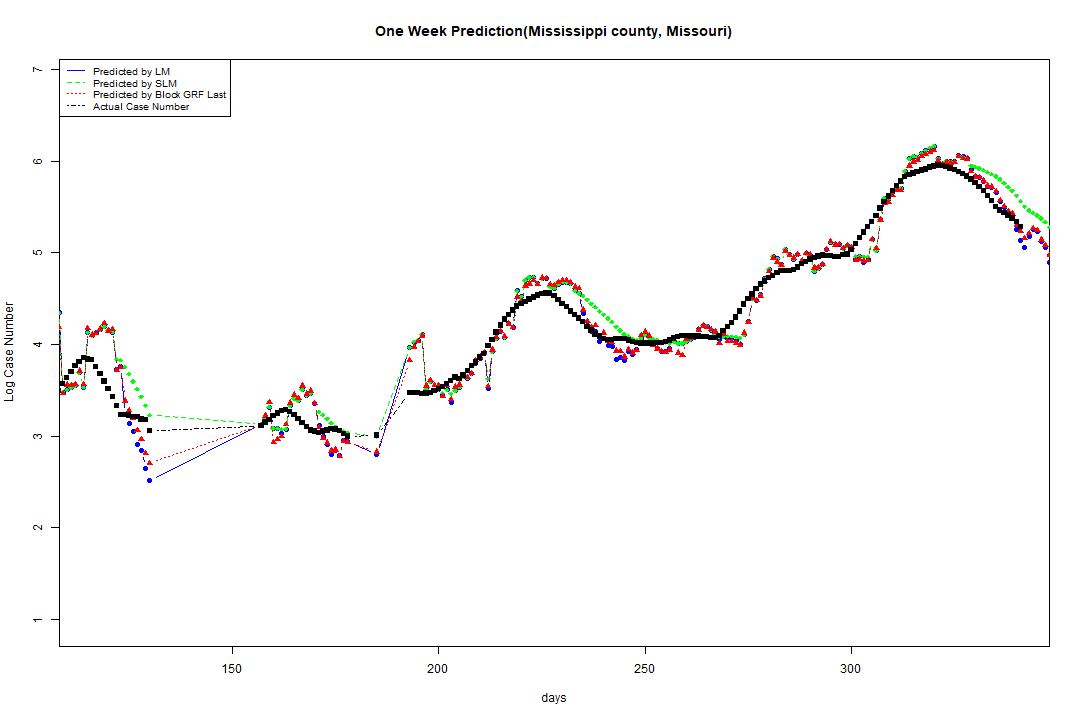 One Week Prediction(Mississippi county, Missouri)
Predicted by LM
Predicted by SLM
Predicted by Block GRF Last
Actual Case Number
7
6
5
4
3
2
1
Log Case Number
150 200 250 300
days